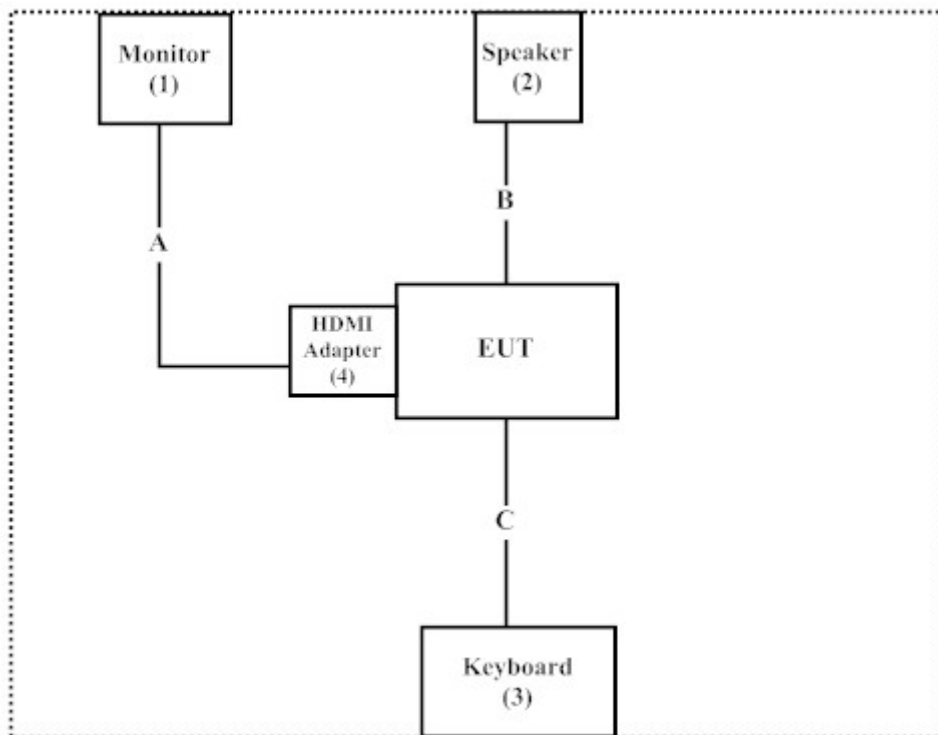 Monitor
(1)
Speaker
(2)
B
A
HDMI
Adapter
(4)
EUT
C
Keyboard
(3)